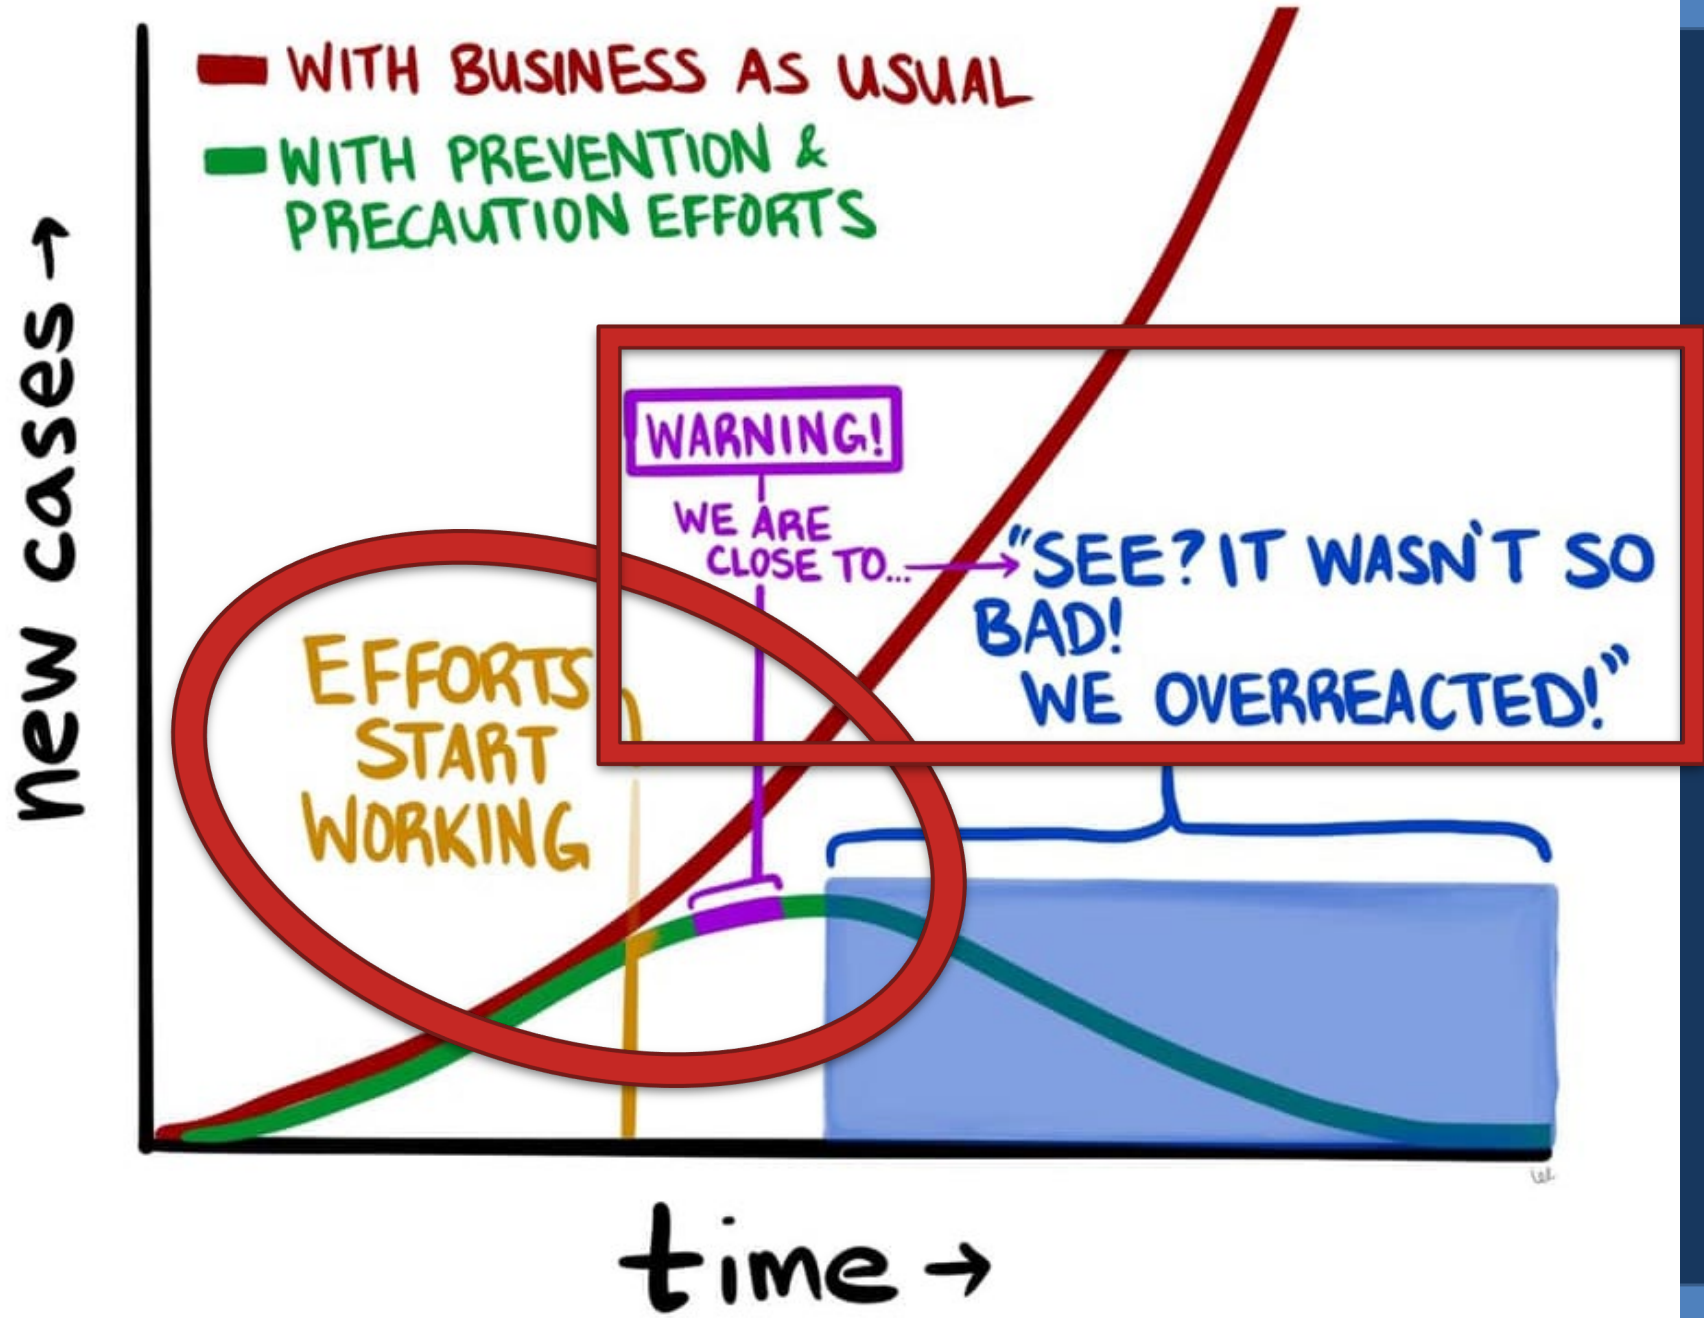 WITH BUSINESS AS USUAL
WITH PREVENTION &
PRECAUTION EFFORTS
new cases →
WARNING!
WE ARE
CLOSE TO...
"SEE? IT WASN'T SO
BAD!
WE OVERREACTED!"
EFFORTS
START
WORKING
time →